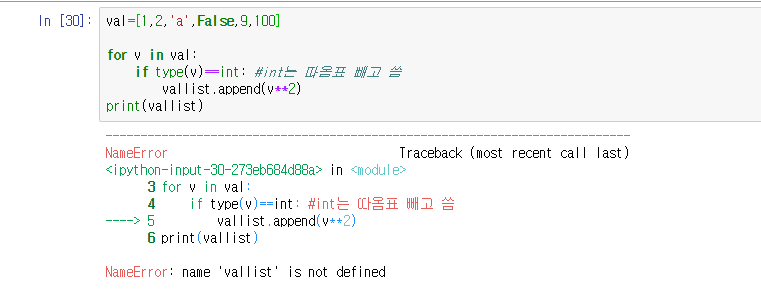 In [30]: val=[1,2,'a',False,9,100]
for v in val:
if type(v)==int: #int는 따옴표 빼고 씀
vallist.append(v**2)
print(vallist)
---------------------------------------------------------------------------
NameError Traceback (most recent call last)
<ipython-input-30-273eb684d88a> in <module>
3 for v in val:
4 if type(v)==int: #int는 따옴표 빼고 씀
----> 5 vallist.append(v**2)
6 print(vallist)
NameError: name 'vallist' is not defined